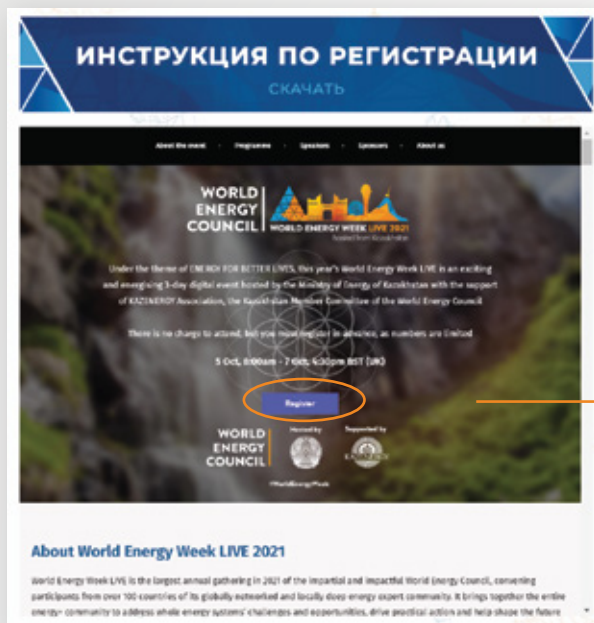 ИНСТРУКЦИЯ ПО РЕГИСТРАЦИИ
СКАЧАТЬ
About the event · Programme · Speakers · Sponsors · About us
WORLD
ENERGY
COUNCIL
WORLD ENERGY WEEK LIVE 2021
hosted from Kazakhstan
Under the theme of ENERGY FOR BETTER LIVES, this year's World Energy Week LIVE is an exciting
and energising 3-day digital event hosted by the Ministry of Energy of Kazakhstan with the support
of KAZENERGY Association, the Kazakhstan Member Committee of the World Energy Council
There is no charge to attend, but you must register in advance, as numbers are limited
5 Oct, 8:00am - 7 Oct, 4:30pm BST (UK)
Register
WORLD
ENERGY
COUNCIL
Hosted by
Supported by
KAZENERGY
#WorldEnergyWeek
About World Energy Week LIVE 2021
World Energy Week LIVE is the largest annual gathering in 2021 of the impartial and impactful World Energy Council, convening
participants from over 100 countries of its globally networked and locally deep energy expert community. It brings together the entire
energy+ community to address whole energy systems' challenges and opportunities, drive practical action and help shape the future